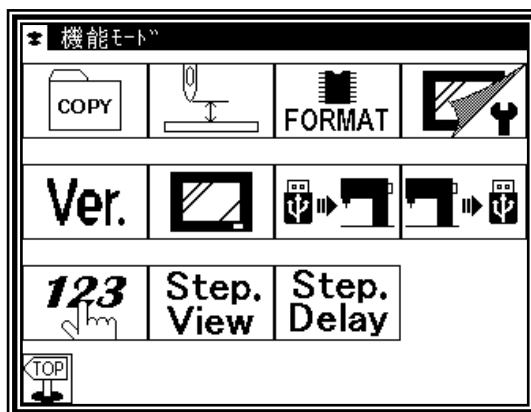 機能ﾓｰﾄﾞ
COPY
FORMAT
Ver.
123
Step.
View
Step.
Delay
TOP